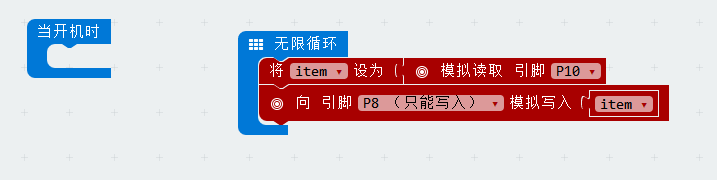 当开机时
无限循环
将 item 设为 模拟读取 引脚 P10
向 引脚 P8 （只能写入） 模拟写入 item